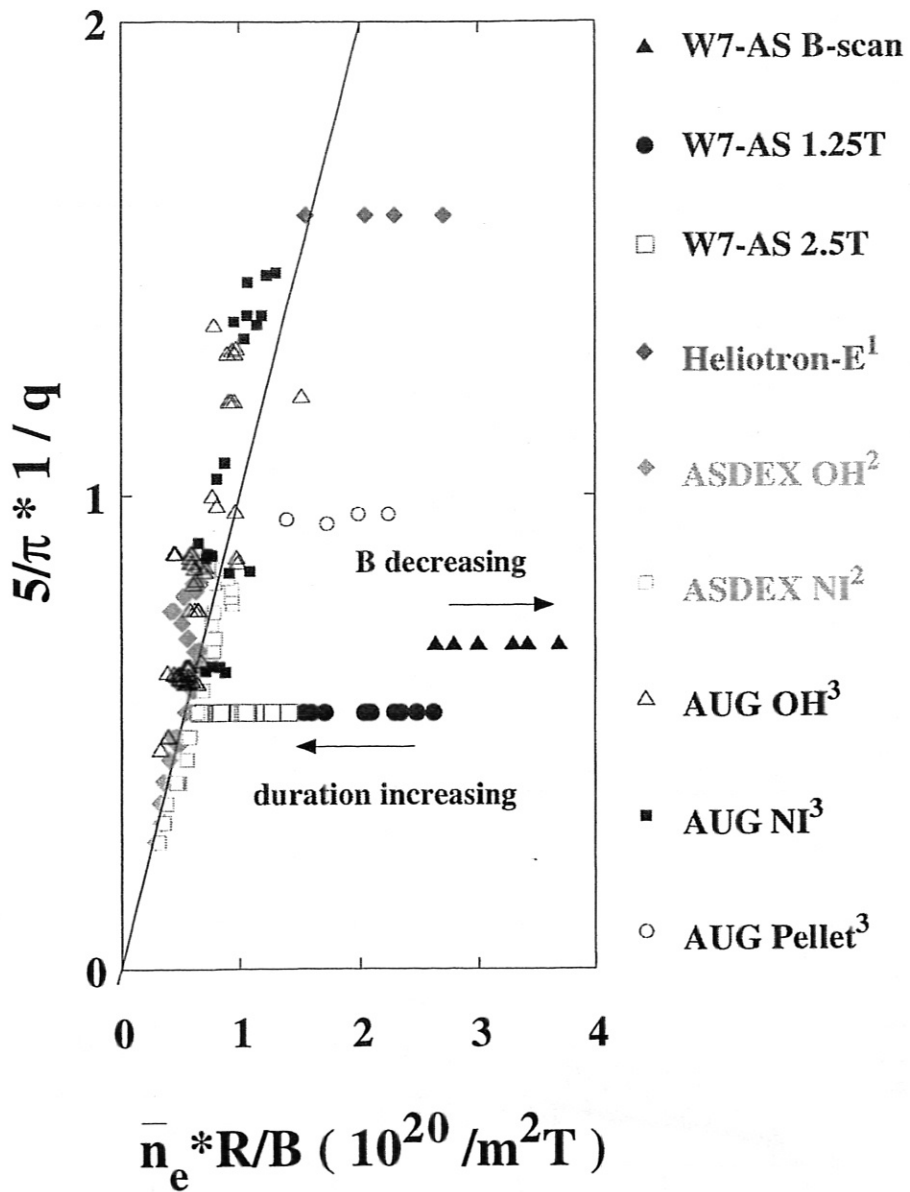 2
1
0
5/π * 1 / q
0 1 2 3 4
n̅ₑ*R/B ( 10²⁰ /m²T )
B decreasing
duration increasing
W7-AS B-scan
W7-AS 1.25T
W7-AS 2.5T
Heliotron-E¹
ASDEX OH²
ASDEX NI²
AUG OH³
AUG NI³
AUG Pellet³